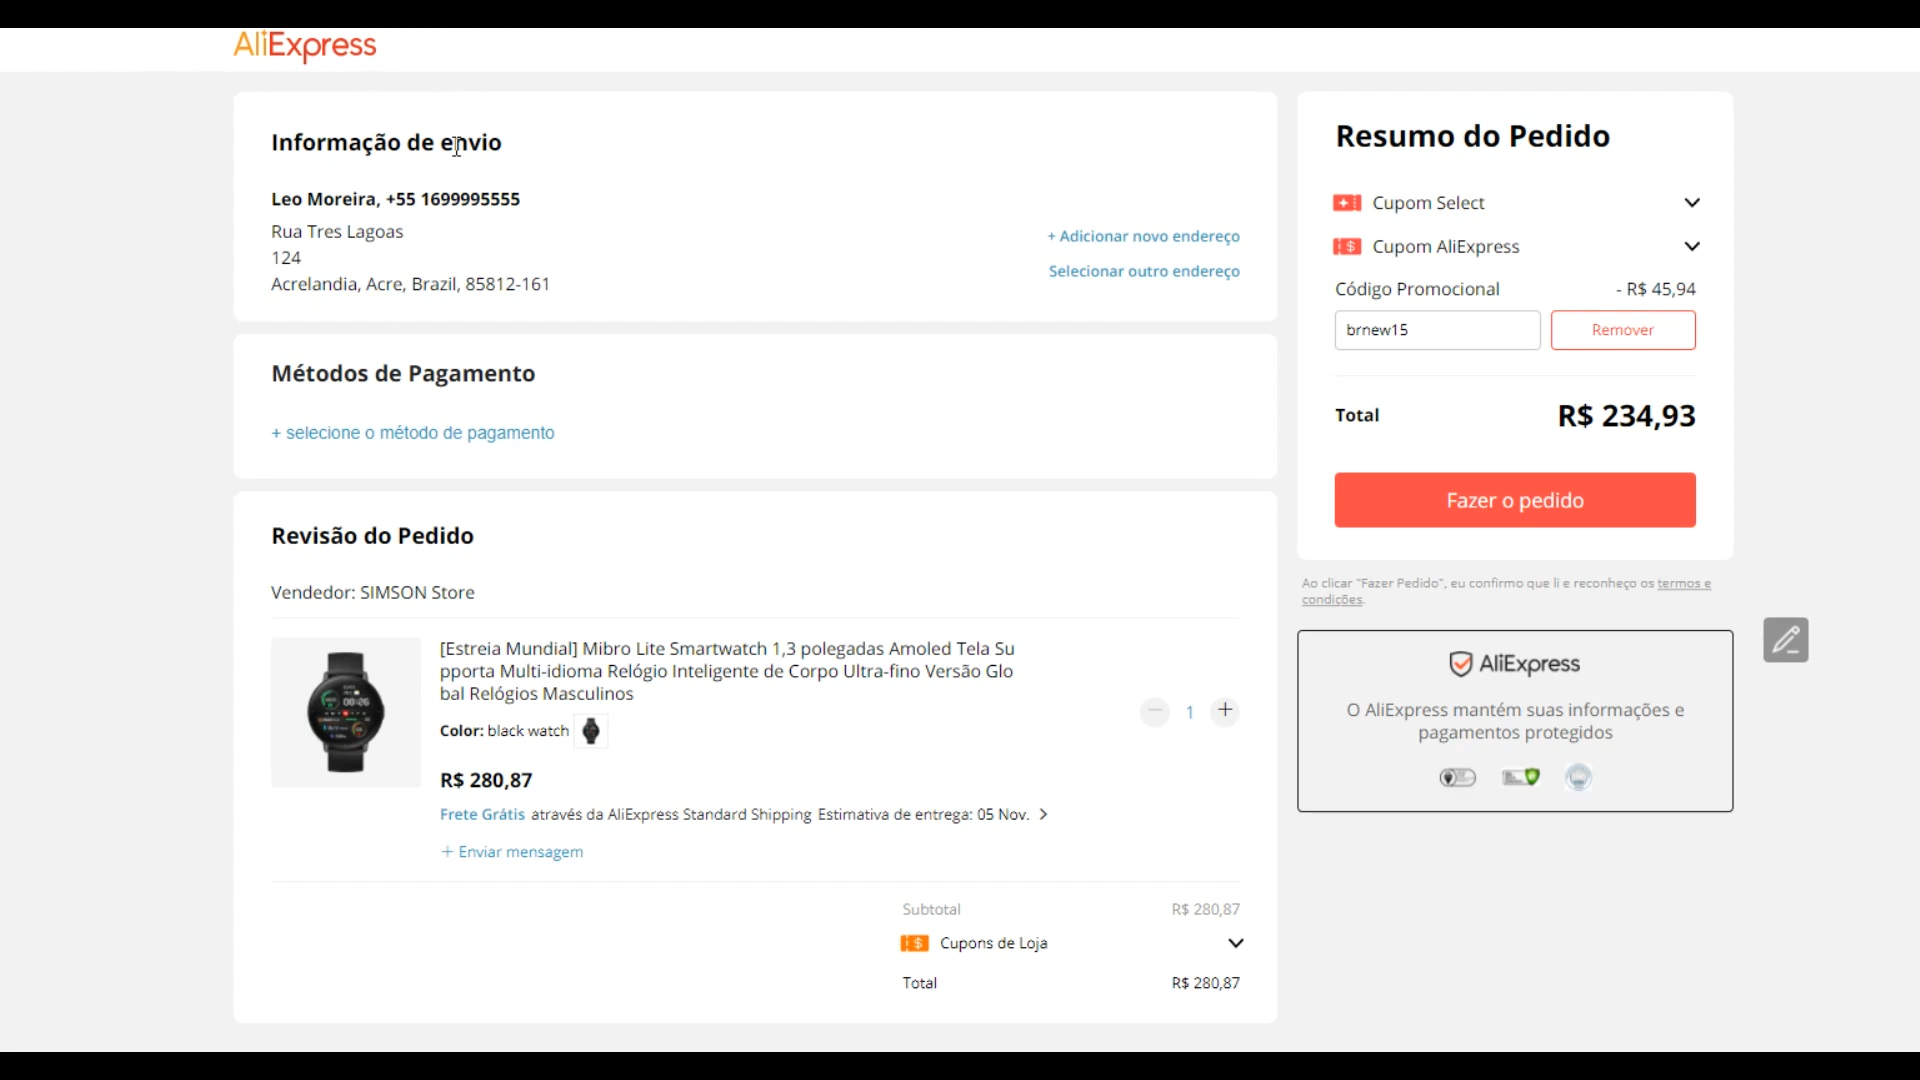 AliExpress
Informação de envio
Leo Moreira, +55 1699995555
Rua Tres Lagoas
124
Acrelandia, Acre, Brazil, 85812-161
+ Adicionar novo endereço
Selecionar outro endereço
Métodos de Pagamento
+ selecione o método de pagamento
Revisão do Pedido
Vendedor: SIMSON Store
[Estreia Mundial] Mibro Lite Smartwatch 1,3 polegadas Amoled Tela Su
pporta Multi-idioma Relógio Inteligente de Corpo Ultra-fino Versão Glo
bal Relógios Masculinos
Color: black watch
1
R$ 280,87
Frete Grátis através da AliExpress Standard Shipping Estimativa de entrega: 05 Nov.
+ Enviar mensagem
Subtotal R$ 280,87
Cupons de Loja
Total R$ 280,87
Resumo do Pedido
Cupom Select
Cupom AliExpress
Código Promocional - R$ 45,94
brnew15 Remover
Total R$ 234,93
Fazer o pedido
Ao clicar "Fazer Pedido", eu confirmo que li e reconheço os termos e
condições.
AliExpress
O AliExpress mantém suas informações e
pagamentos protegidos